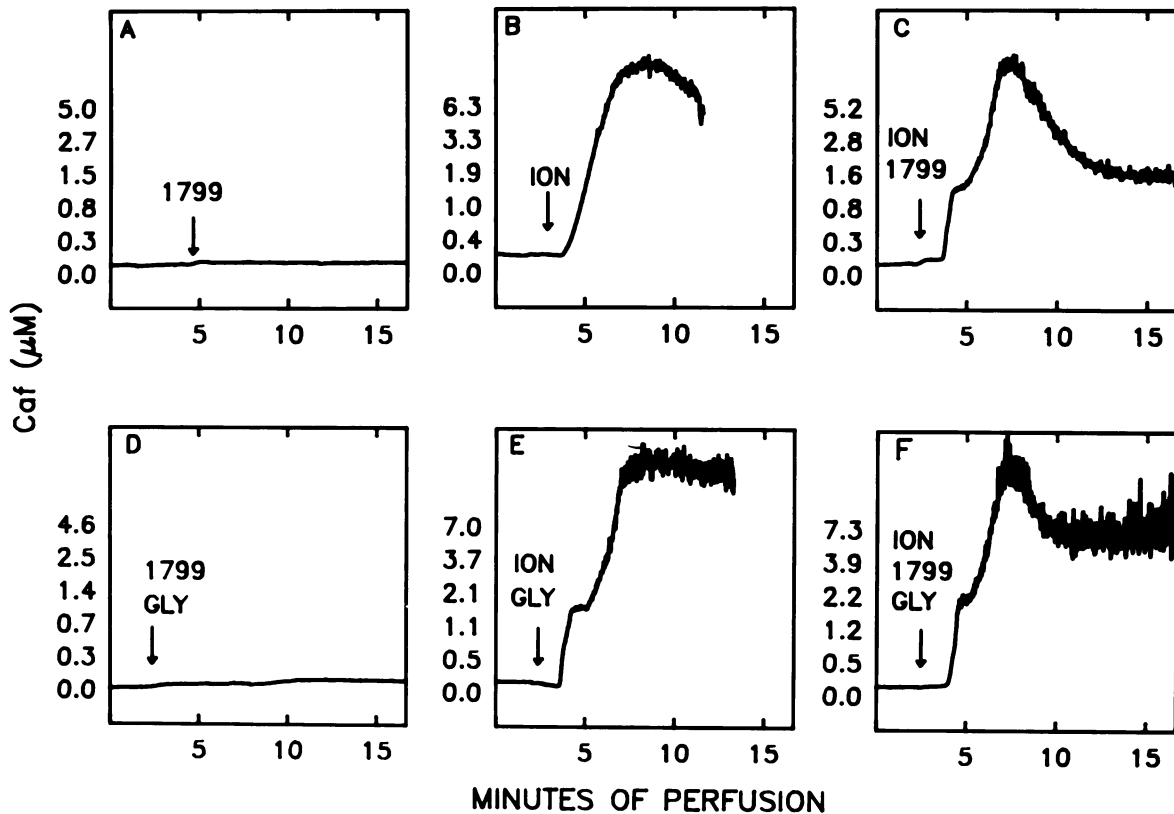 Caf (μM)
A
5.0
2.7
1.5
0.8
0.3
0.0
1799
5 10 15
B
6.3
3.3
1.9
1.0
0.4
0.0
ION
5 10 15
C
5.2
2.8
1.6
0.8
0.3
0.0
ION
1799
5 10 15
D
4.6
2.5
1.4
0.7
0.3
0.0
1799
GLY
5 10 15
E
7.0
3.7
2.1
1.1
0.5
0.0
ION
GLY
5 10 15
F
7.3
3.9
2.2
1.2
0.5
0.0
ION
1799
GLY
5 10 15
MINUTES OF PERFUSION